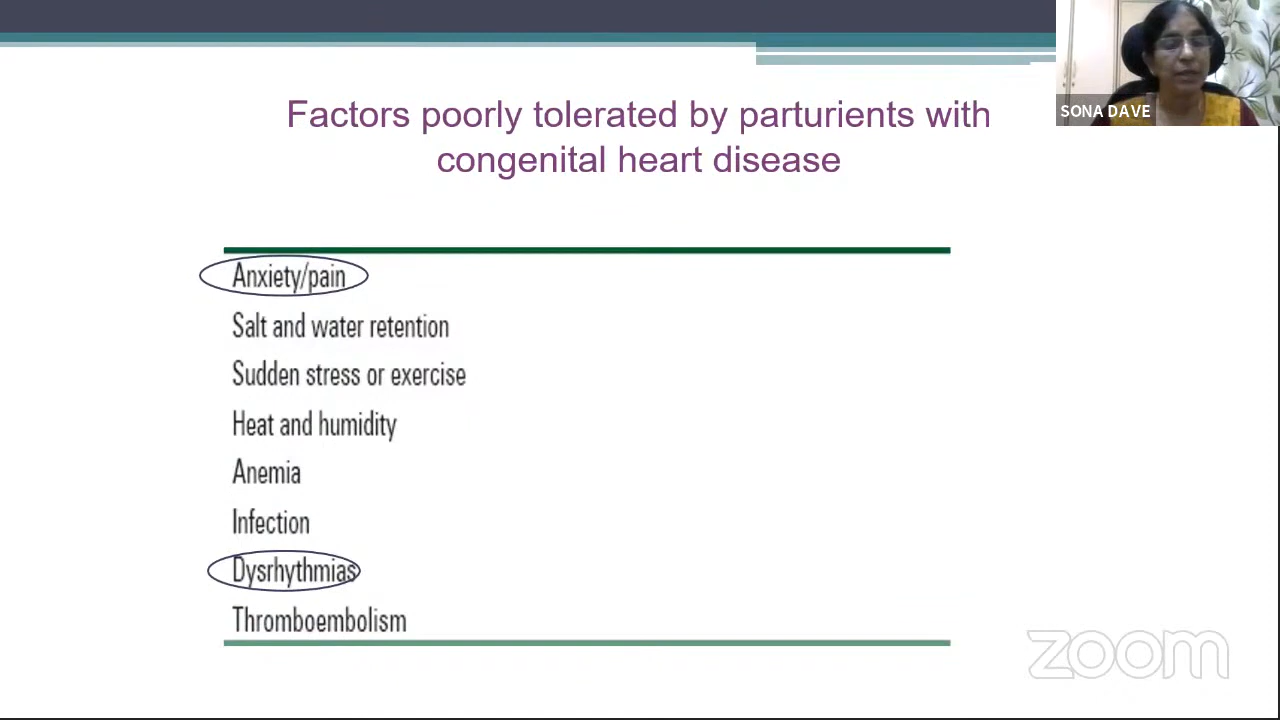 Factors poorly tolerated by parturients with
congenital heart disease
SONA DAVE
Anxiety/pain
Salt and water retention
Sudden stress or exercise
Heat and humidity
Anemia
Infection
Dysrhythmias
Thromboembolism
zoom